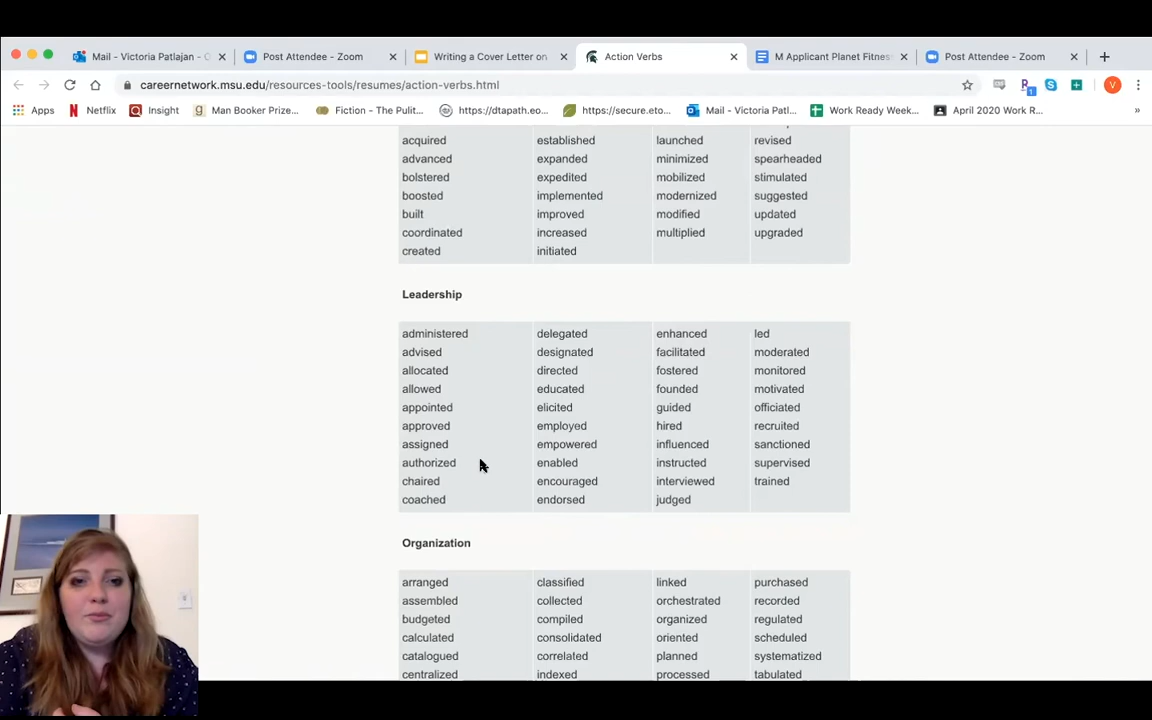 Mail - Victoria Patlajan - O
Post Attendee - Zoom
Writing a Cover Letter on
Action Verbs
M Applicant Planet Fitness
Post Attendee - Zoom
careernetwork.msu.edu/resources-tools/resumes/action-verbs.html
1
V
Apps
Netflix
Insight
Man Booker Prize...
Fiction - The Pulit...
https://dtapath.eo...
https://secure.eto...
Mail - Victoria Patl...
Work Ready Week...
April 2020 Work R...
»
acquired established launched revised
advanced expanded minimized spearheaded
bolstered expedited mobilized stimulated
boosted implemented modernized suggested
built improved modified updated
coordinated increased multiplied upgraded
created initiated
Leadership
administered delegated enhanced led
advised designated facilitated moderated
allocated directed fostered monitored
allowed educated founded motivated
appointed elicited guided officiated
approved employed hired recruited
assigned empowered influenced sanctioned
authorized enabled instructed supervised
chaired encouraged interviewed trained
coached endorsed judged
Organization
arranged classified linked purchased
assembled collected orchestrated recorded
budgeted compiled organized regulated
calculated consolidated oriented scheduled
catalogued correlated planned systematized
centralized indexed processed tabulated